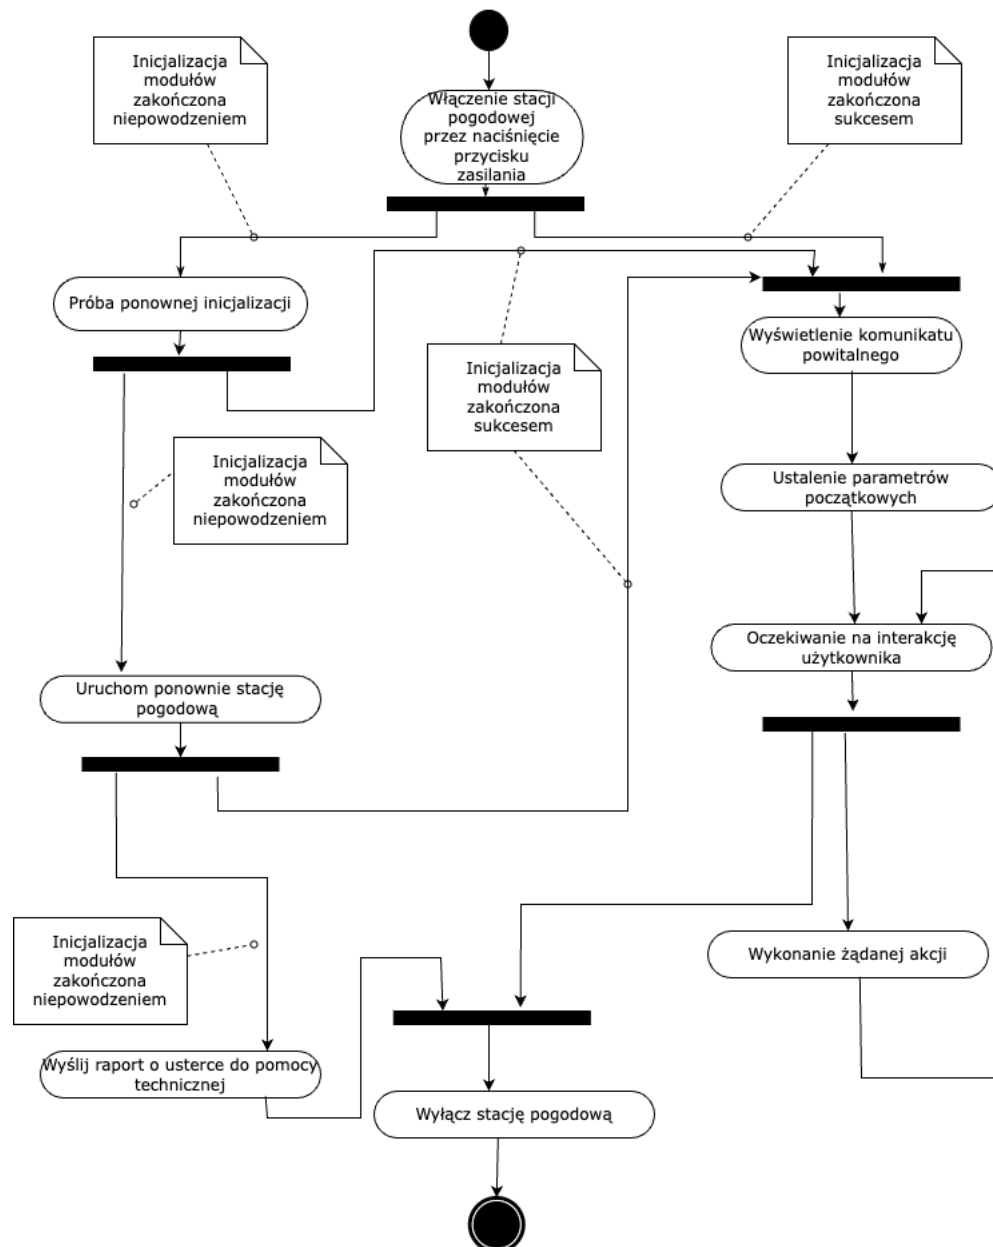 Inicjalizacja
modułów
zakończona
niepowodzeniem
Włączenie stacji
pogodowej
przez naciśnięcie
przycisku
zasilania
Inicjalizacja
modułów
zakończona
sukcesem
Próba ponownej inicjalizacji
Wyświetlenie komunikatu
powitalnego
Inicjalizacja
modułów
zakończona
sukcesem
Inicjalizacja
modułów
zakończona
niepowodzeniem
Ustalenie parametrów
początkowych
Oczekiwanie na interakcję
użytkownika
Uruchom ponownie stację
pogodową
Inicjalizacja
modułów
zakończona
niepowodzeniem
Wykonanie żądanej akcji
Wyślij raport o usterce do pomocy
technicznej
Wyłącz stację pogodową